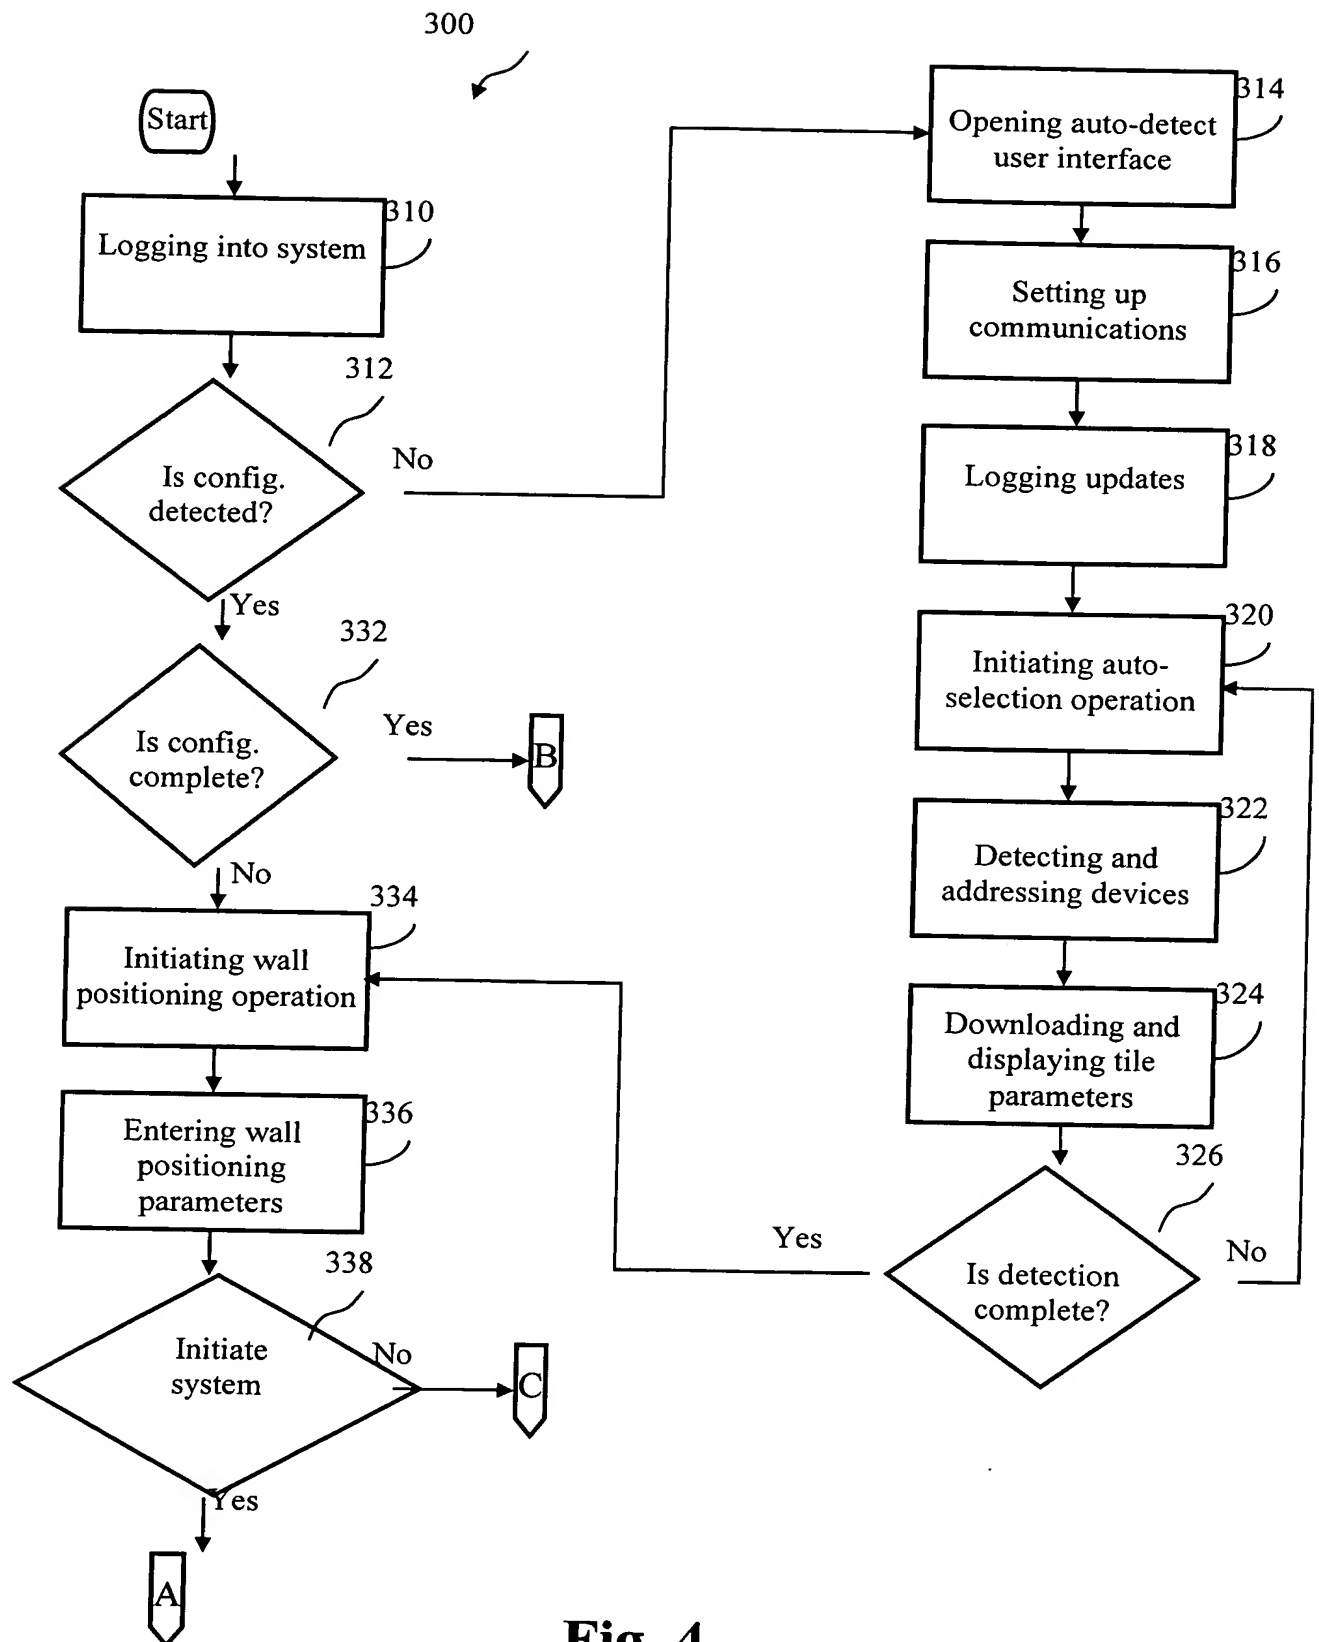 300
Start
310
Logging into system
312
Is config.
detected?
No
Yes
332
Is config.
complete?
Yes
B
No
334
Initiating wall
positioning operation
336
Entering wall
positioning
parameters
338
Initiate
system
No
C
Yes
A
314
Opening auto-detect
user interface
316
Setting up
communications
318
Logging updates
320
Initiating auto-
selection operation
322
Detecting and
addressing devices
324
Downloading and
displaying tile
parameters
326
Is detection
complete?
Yes
No
Fig. 4